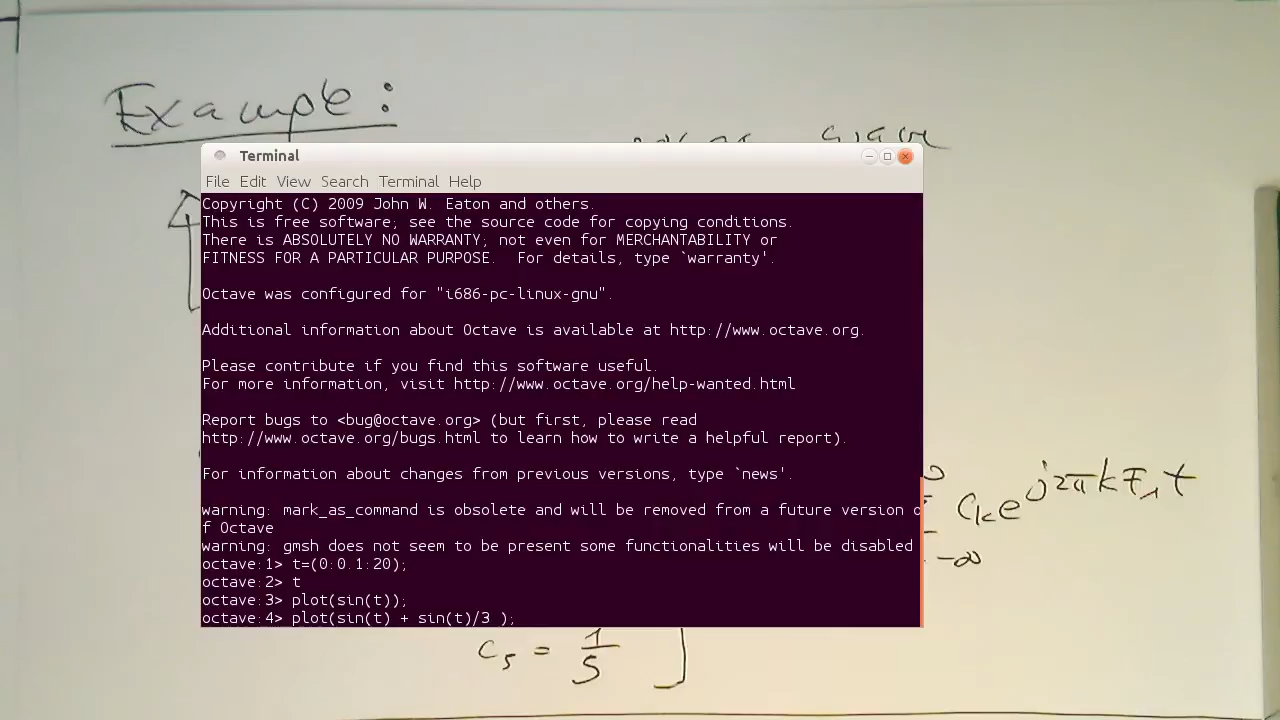 Example:
Terminal
File Edit View Search Terminal Help
Copyright (C) 2009 John W. Eaton and others.
This is free software; see the source code for copying conditions.
There is ABSOLUTELY NO WARRANTY; not even for MERCHANTABILITY or
FITNESS FOR A PARTICULAR PURPOSE.  For details, type `warranty'.
Octave was configured for "i686-pc-linux-gnu".
Additional information about Octave is available at http://www.octave.org.
Please contribute if you find this software useful.
For more information, visit http://www.octave.org/help-wanted.html
Report bugs to <bug@octave.org> (but first, please read
http://www.octave.org/bugs.html to learn how to write a helpful report).
For information about changes from previous versions, type `news'.
warning: mark_as_command is obsolete and will be removed from a future version o
f Octave
warning: gmsh does not seem to be present some functionalities will be disabled
octave:1> t=(0:0.1:20);
octave:2> t
octave:3> plot(sin(t));
octave:4> plot(sin(t) + sin(t)/3 );
c_k e^{j2πkF_1t}
-∞
c_5 = 1/5 ]